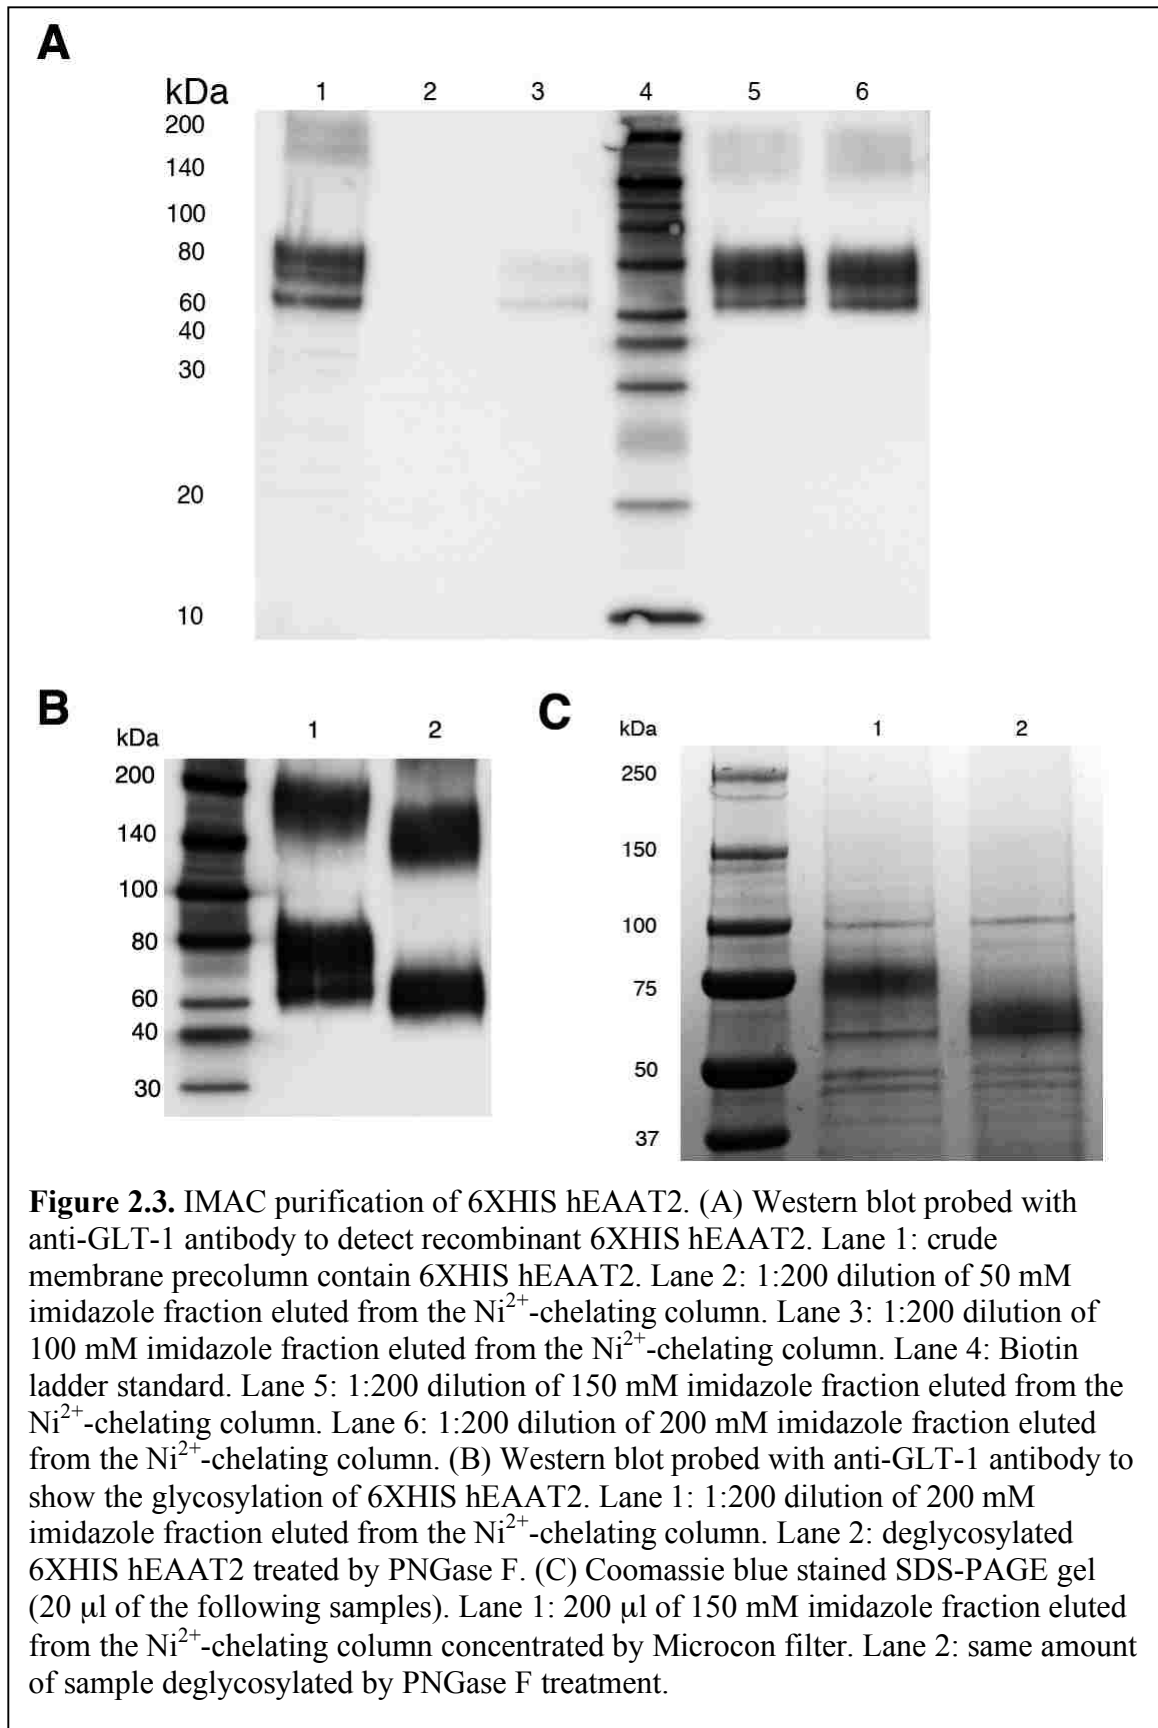 A
kDa 1 2 3 4 5 6
200
140
100
80
60
40
30
20
10
B
kDa 1 2
200
140
100
80
60
40
30
C
kDa 1 2
250
150
100
75
50
37
Figure 2.3. IMAC purification of 6XHIS hEAAT2. (A) Western blot probed with
anti-GLT-1 antibody to detect recombinant 6XHIS hEAAT2. Lane 1: crude
membrane precolumn contain 6XHIS hEAAT2. Lane 2: 1:200 dilution of 50 mM
imidazole fraction eluted from the Ni²⁺-chelating column. Lane 3: 1:200 dilution of
100 mM imidazole fraction eluted from the Ni²⁺-chelating column. Lane 4: Biotin
ladder standard. Lane 5: 1:200 dilution of 150 mM imidazole fraction eluted from the
Ni²⁺-chelating column. Lane 6: 1:200 dilution of 200 mM imidazole fraction eluted
from the Ni²⁺-chelating column. (B) Western blot probed with anti-GLT-1 antibody to
show the glycosylation of 6XHIS hEAAT2. Lane 1: 1:200 dilution of 200 mM
imidazole fraction eluted from the Ni²⁺-chelating column. Lane 2: deglycosylated
6XHIS hEAAT2 treated by PNGase F. (C) Coomassie blue stained SDS-PAGE gel
(20 μl of the following samples). Lane 1: 200 μl of 150 mM imidazole fraction eluted
from the Ni²⁺-chelating column concentrated by Microcon filter. Lane 2: same amount
of sample deglycosylated by PNGase F treatment.